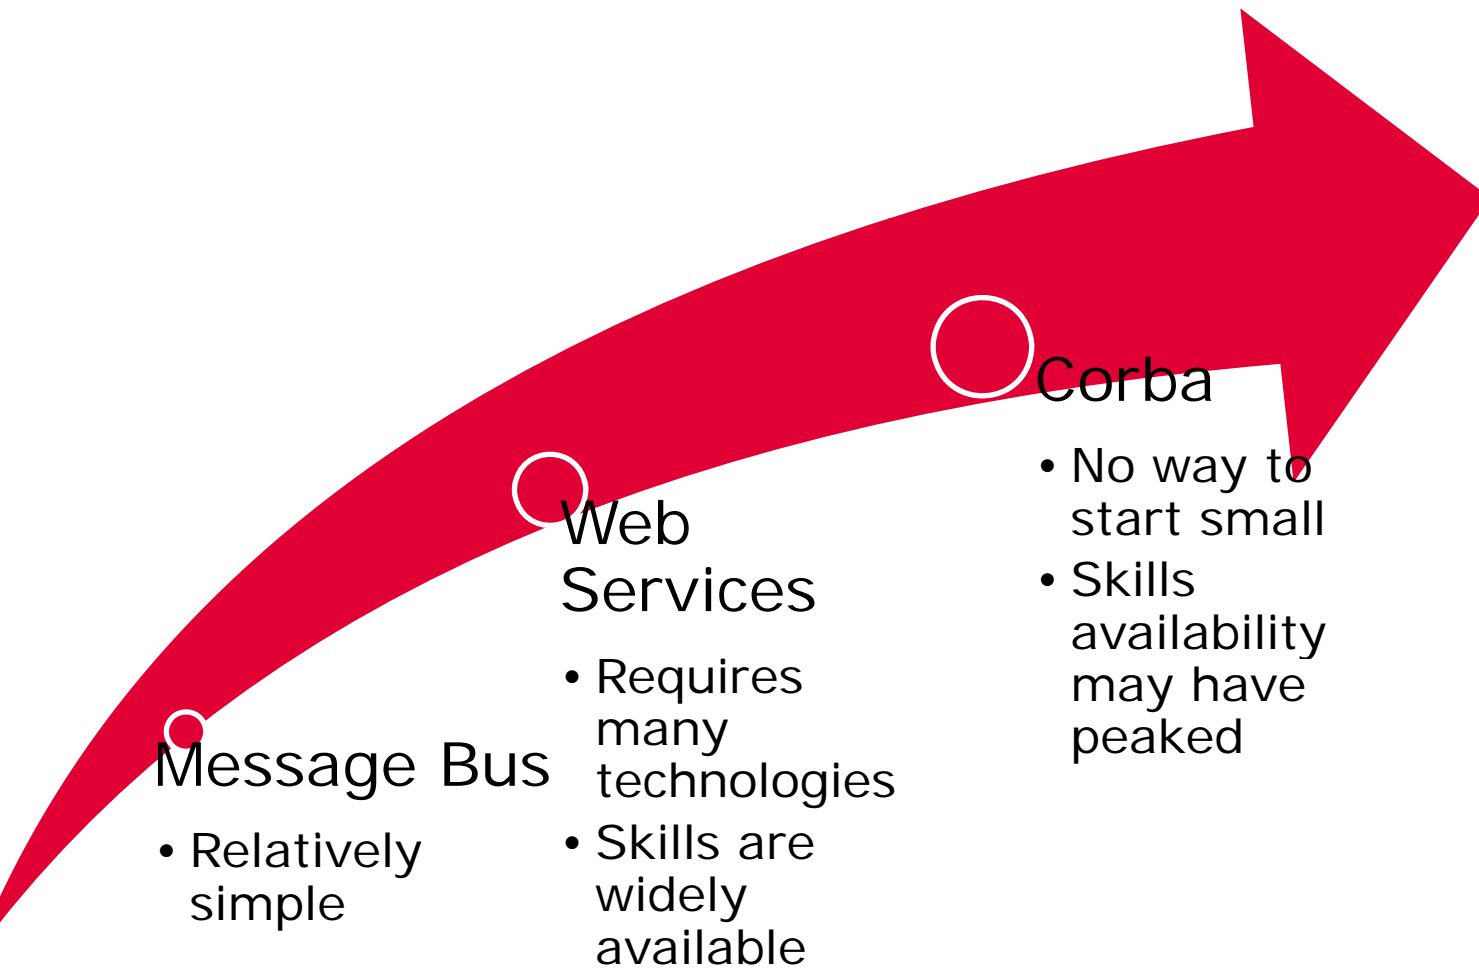 Message Bus
• Relatively
simple
Web
Services
• Requires
many
technologies
• Skills are
widely
available
Corba
• No way to
start small
• Skills
availability
may have
peaked